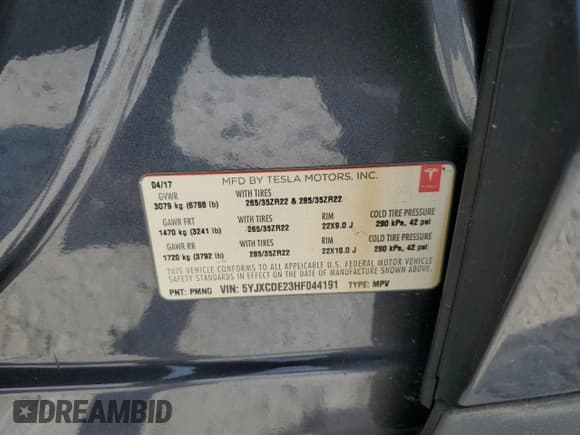 04/17 MFD BY TESLA MOTORS, INC.
GVWR WITH TIRES
3079 kg (6788 lb) 265/35ZR22 & 285/35ZR22
GAWR FRT WITH TIRES RIM COLD TIRE PRESSURE
1470 kg (3241 lb) 265/35ZR22 22X9.0 J 290 kPa, 42 psi
GAWR RR WITH TIRES RIM COLD TIRE PRESSURE
1720 kg (3792 lb) 285/35ZR22 22X10.0 J 290 kPa, 42 psi
THIS VEHICLE CONFORMS TO ALL APPLICABLE U.S. FEDERAL MOTOR VEHICLE
SAFETY STANDARDS IN EFFECT ON THE DATE OF MANUFACTURE SHOWN ABOVE.
PNT: PMNG VIN: 5YJXCDE23HF044191 TYPE: MPV
DREAMBID